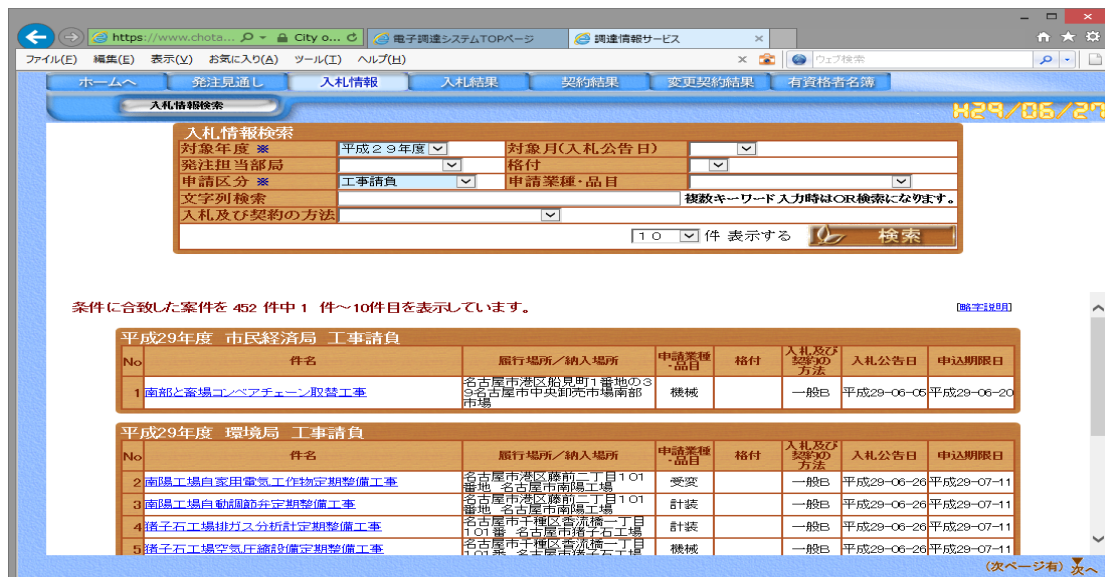 https://www.chota... City o... 電子調達システムTOPページ 調達情報サービス
ファイル(F) 編集(E) 表示(V) お気に入り(A) ツール(T) ヘルプ(H) ウェブ検索
ホームへ 発注見通し 入札情報 入札結果 契約結果 変更契約結果 有資格者名簿
入札情報検索
H29/06/27
入札情報検索
対象年度 ※ 平成29年度 対象月(入札公告日)
発注担当部局 格付
申請区分 ※ 工事請負 申請業種・品目
文字列検索 複数キーワード入力時はOR検索になります。
入札及び契約の方法
10 件 表示する 検索
条件に合致した案件を 452 件中 1 件～10件目を表示しています。 [略字説明]
平成29年度 市民経済局 工事請負
No 件名 履行場所／納入場所 申請業種・品目 格付 入札及び契約の方法 入札公告日 申込期限日
1 南部と畜場コンベアチェーン取替工事 名古屋市港区船見町1番地の39名古屋市中央卸売市場南部市場 機械 一般B 平成29-06-05 平成29-06-20
平成29年度 環境局 工事請負
No 件名 履行場所／納入場所 申請業種・品目 格付 入札及び契約の方法 入札公告日 申込期限日
2 南陽工場自家用電気工作物定期整備工事 名古屋市港区藤前二丁目101番地 名古屋市南陽工場 受変 一般B 平成29-06-26 平成29-07-11
3 南陽工場自動調節弁定期整備工事 名古屋市港区藤前二丁目101番地 名古屋市南陽工場 計装 一般B 平成29-06-26 平成29-07-11
4 猪子石工場排ガス分析計定期整備工事 名古屋市千種区香流橋一丁目101番 名古屋市猪子石工場 計装 一般B 平成29-06-26 平成29-07-11
5 猪子石工場空気圧縮設備定期整備工事 名古屋市千種区香流橋一丁目101番 名古屋市猪子石工場 機械 一般B 平成29-06-26 平成29-07-11
(次ページ有) 次へ